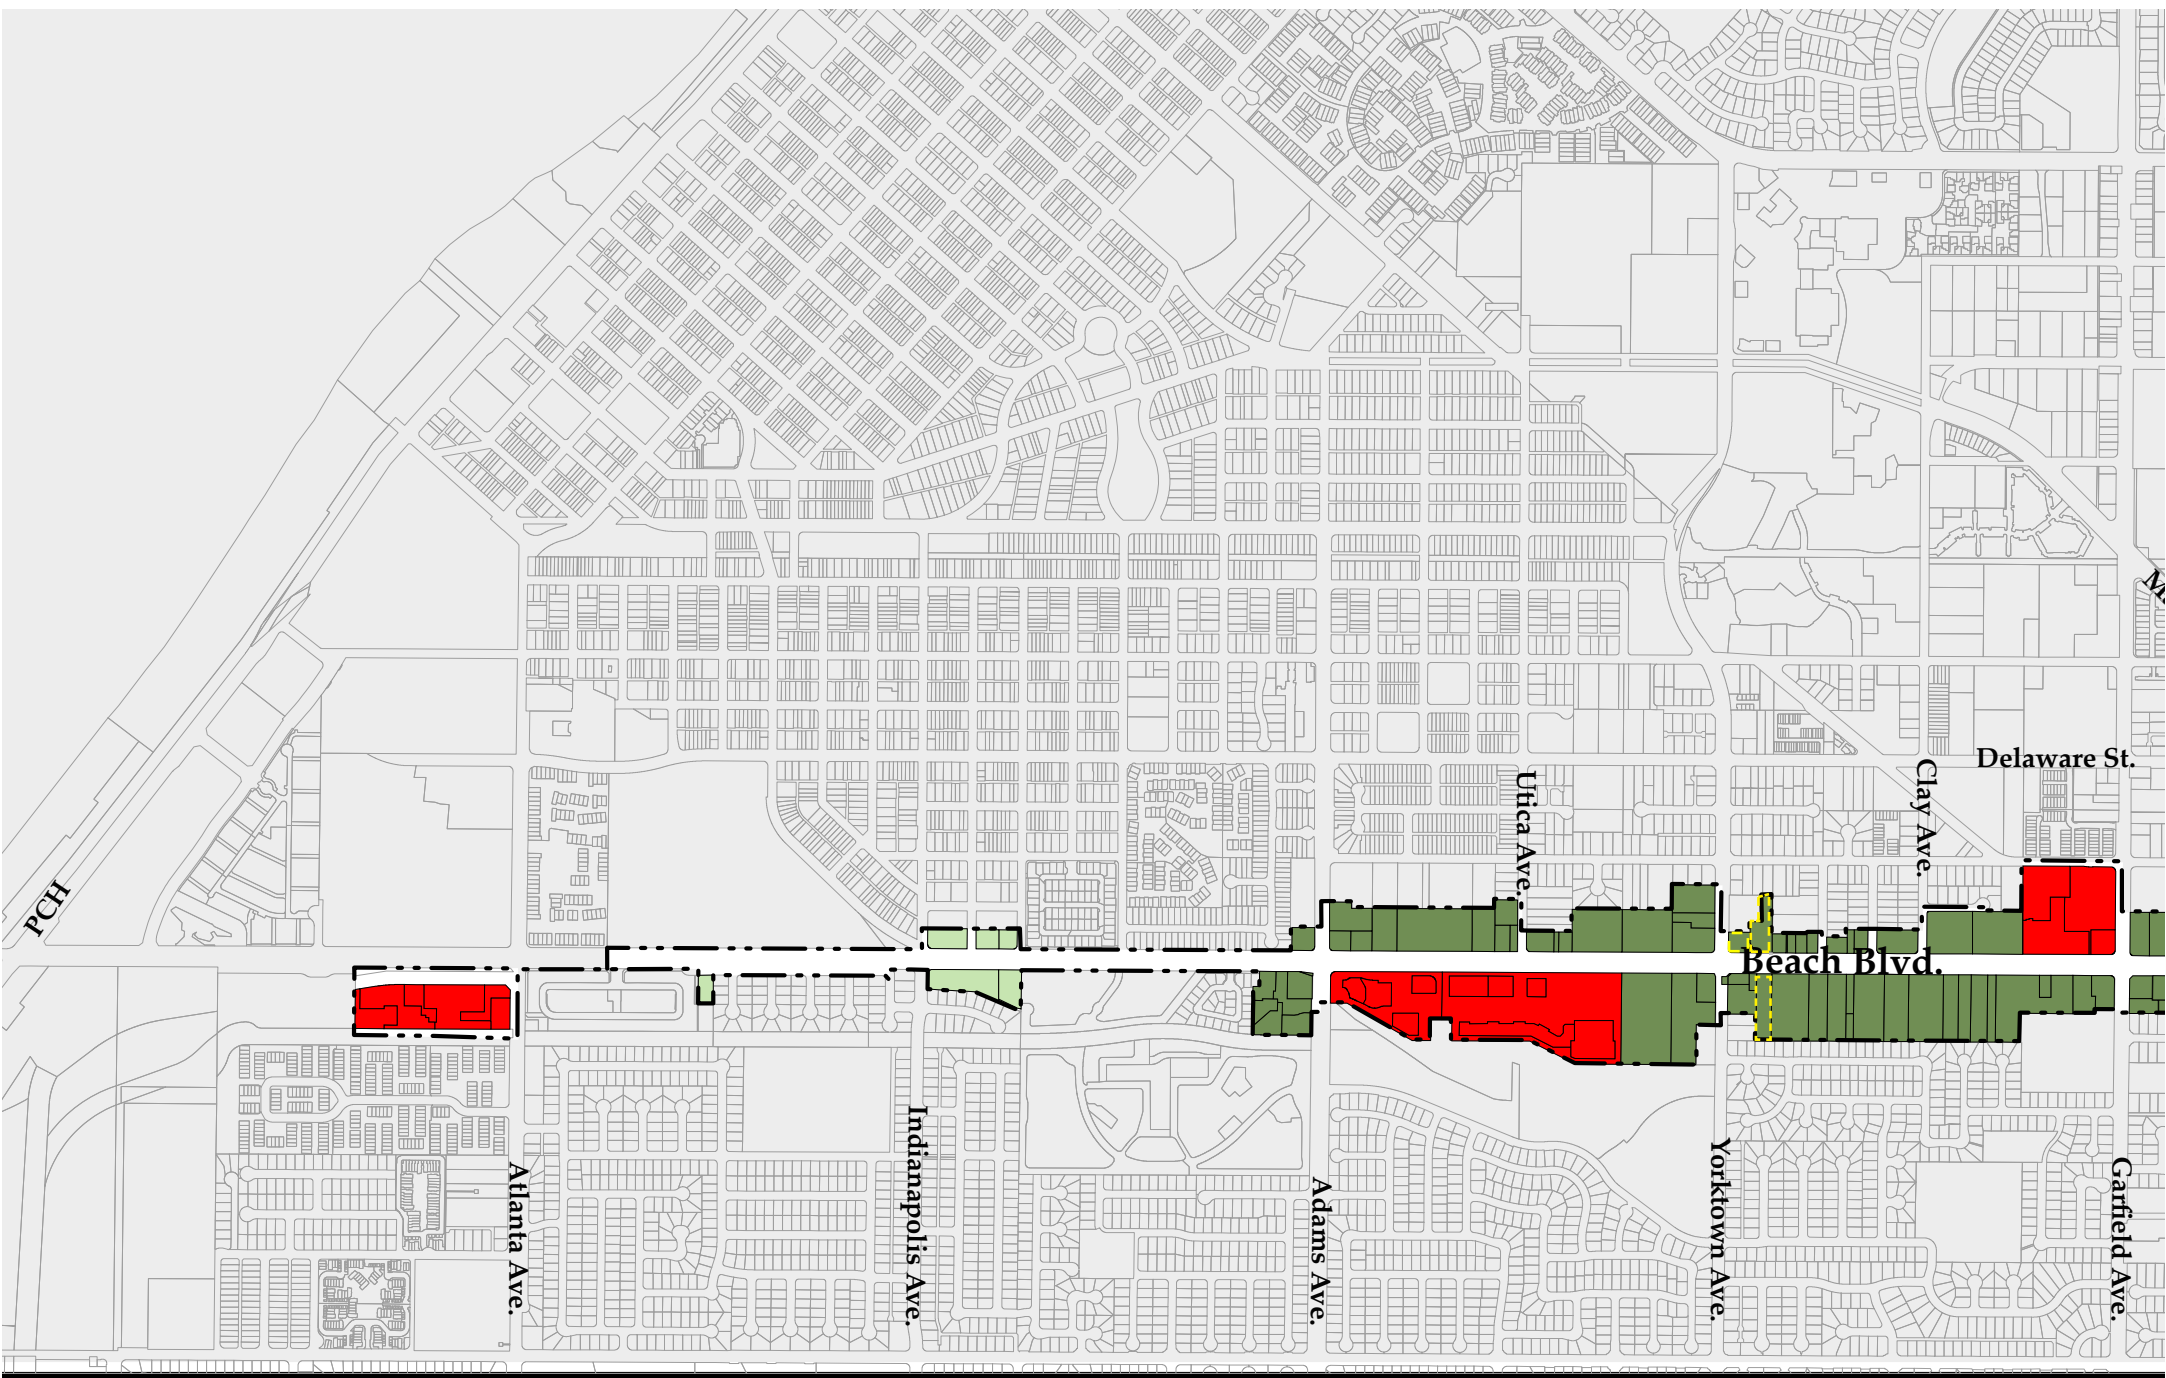 Delaware St.
Utica Ave.
Clay Ave.
PCH
Beach Blvd.
Atlanta Ave.
Indianapolis Ave.
Adams Ave.
Yorktown Ave.
Garfield Ave.